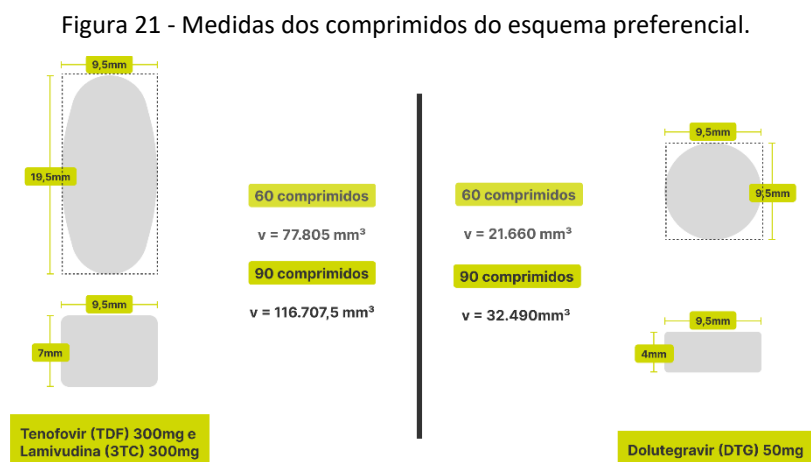 Figura 21 - Medidas dos comprimidos do esquema preferencial.
9,5mm
19,5mm
60 comprimidos
v = 77.805 mm³
90 comprimidos
v = 116.707,5 mm³
9,5mm
7mm
Tenofovir (TDF) 300mg e
Lamivudina (3TC) 300mg
9,5mm
9,5mm
60 comprimidos
v = 21.660 mm³
90 comprimidos
v = 32.490mm³
9,5mm
4mm
Dolutegravir (DTG) 50mg